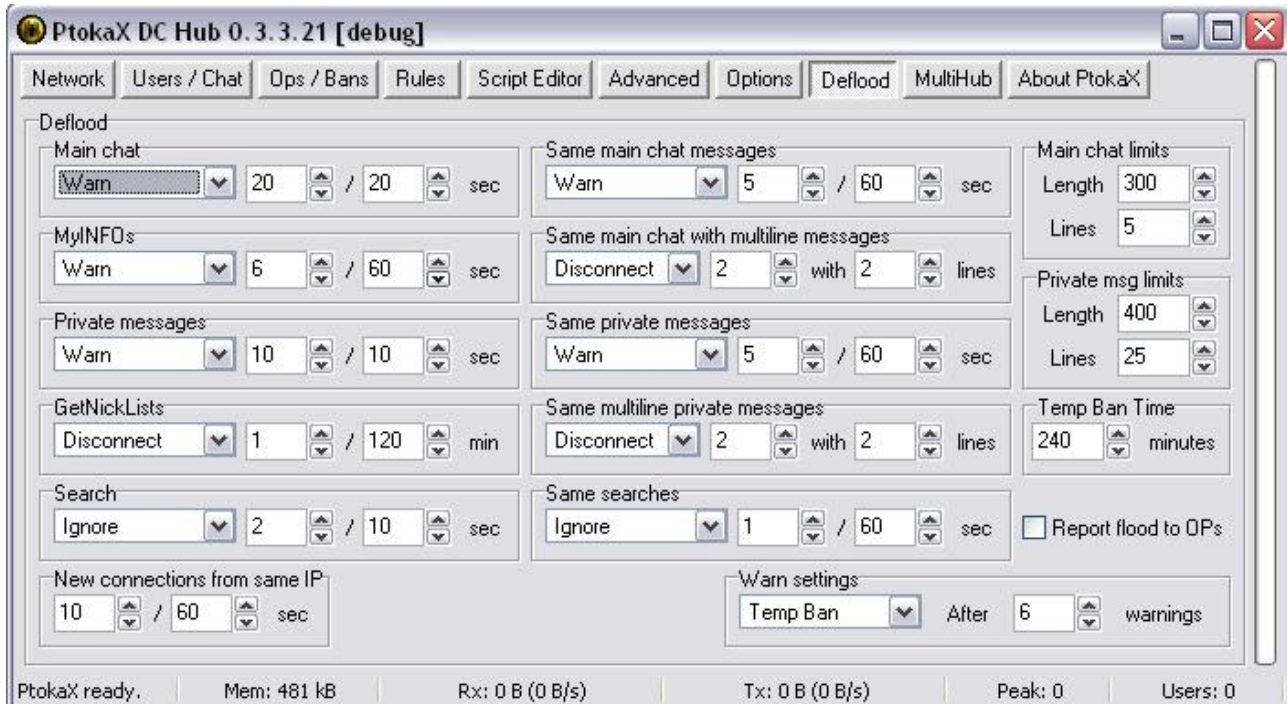 PtokaX DC Hub 0.3.3.21 [debug]
Network Users / Chat Ops / Bans Rules Script Editor Advanced Options Deflood MultiHub About PtokaX
Deflood
Main chat
Warn 20 / 20 sec
Same main chat messages
Warn 5 / 60 sec
Main chat limits
Length 300
Lines 5
MyINFOs
Warn 6 / 60 sec
Same main chat with multiline messages
Disconnect 2 with 2 lines
Private msg limits
Length 400
Lines 25
Private messages
Warn 10 / 10 sec
Same private messages
Warn 5 / 60 sec
GetNickLists
Disconnect 1 / 120 min
Same multiline private messages
Disconnect 2 with 2 lines
Temp Ban Time
240 minutes
Search
Ignore 2 / 10 sec
Same searches
Ignore 1 / 60 sec
Report flood to OPs
New connections from same IP
10 / 60 sec
Warn settings
Temp Ban After 6 warnings
PtokaX ready. Mem: 481 kB Rx: 0 B (0 B/s) Tx: 0 B (0 B/s) Peak: 0 Users: 0